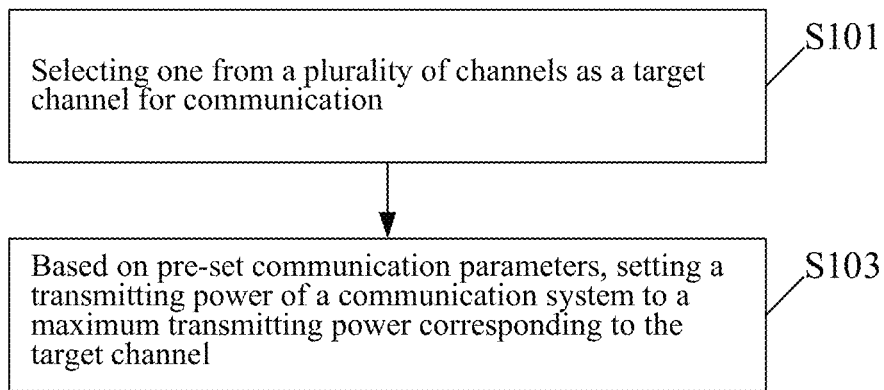 S101
Selecting one from a plurality of channels as a target
channel for communication
S103
Based on pre-set communication parameters, setting a
transmitting power of a communication system to a
maximum transmitting power corresponding to the
target channel